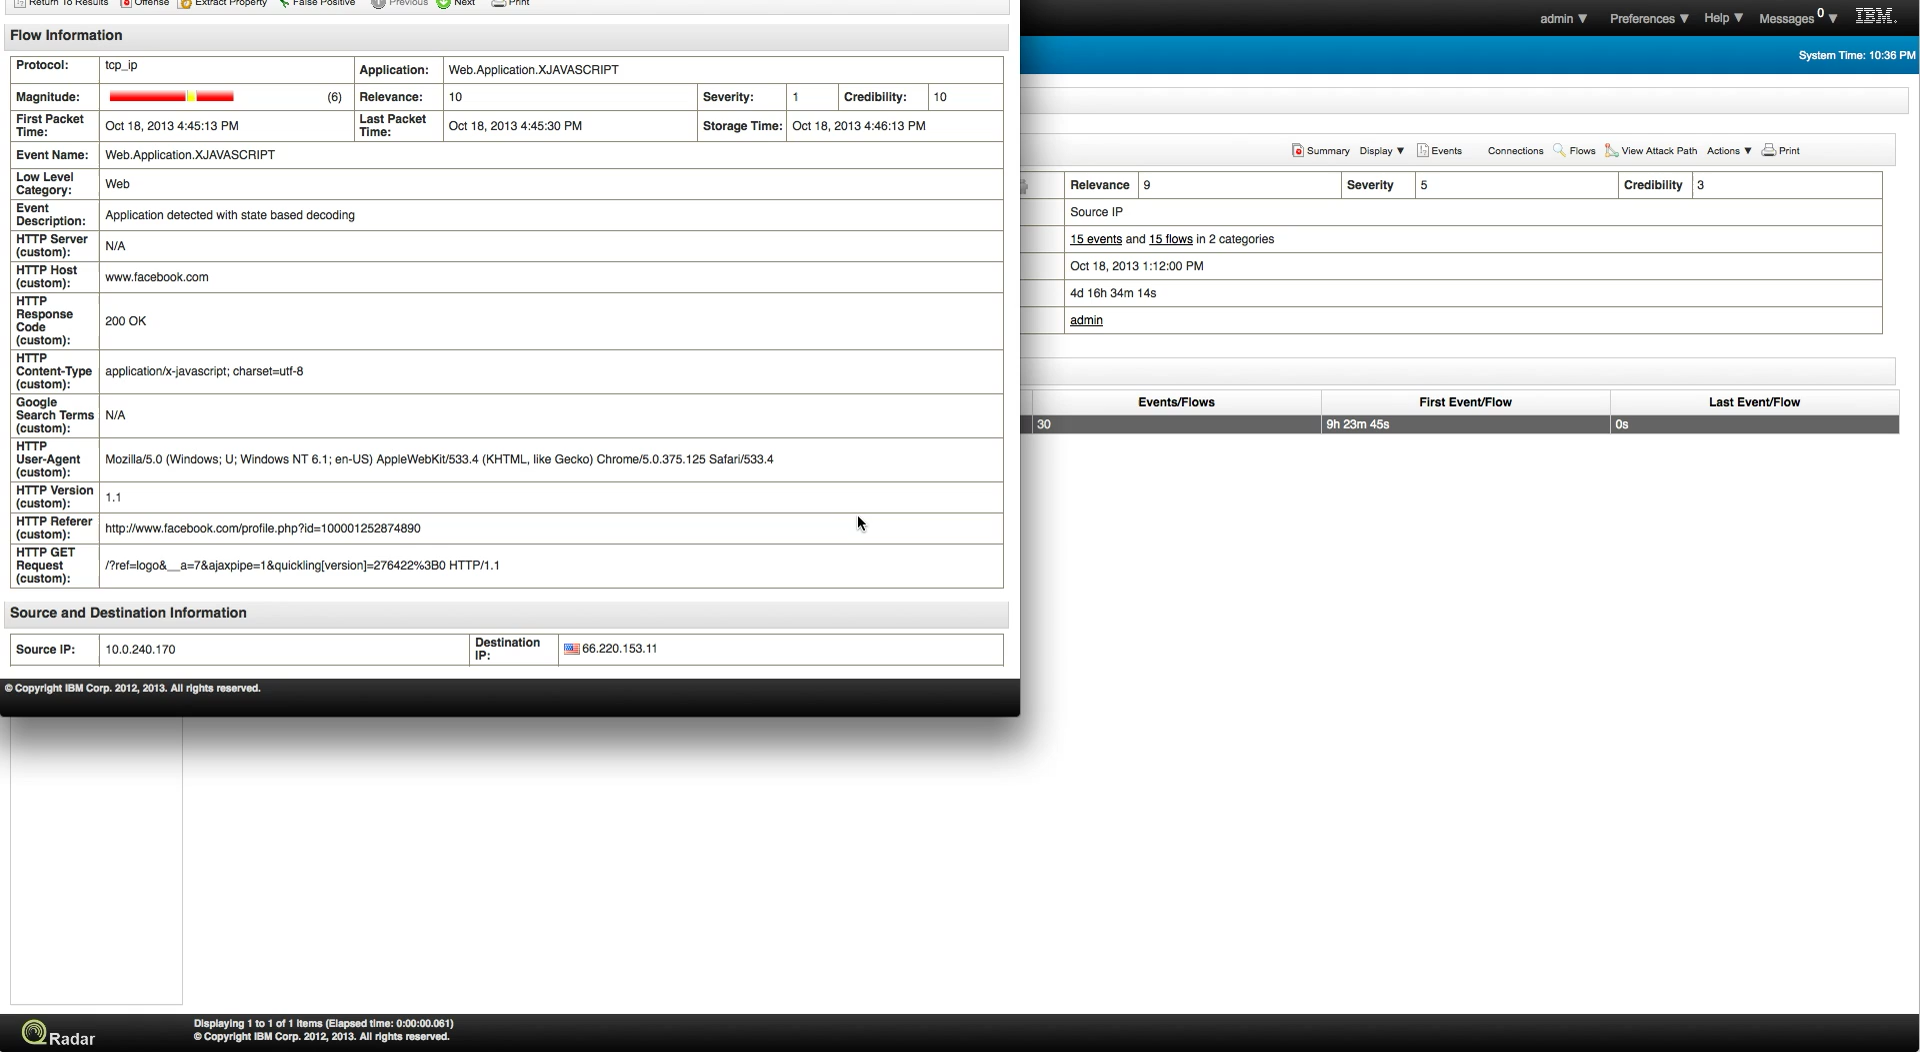 Return To Results Offense Extract Property False Positive Previous Next Print
Flow Information
Protocol: tcp_ip Application: Web.Application.XJAVASCRIPT
Magnitude: (6) Relevance: 10 Severity: 1 Credibility: 10
First Packet Time: Oct 18, 2013 4:45:13 PM Last Packet Time: Oct 18, 2013 4:45:30 PM Storage Time: Oct 18, 2013 4:46:13 PM
Event Name: Web.Application.XJAVASCRIPT
Low Level Category: Web
Event Description: Application detected with state based decoding
HTTP Server (custom): N/A
HTTP Host (custom): www.facebook.com
HTTP Response Code (custom): 200 OK
HTTP Content-Type (custom): application/x-javascript; charset=utf-8
Google Search Terms (custom): N/A
HTTP User-Agent (custom): Mozilla/5.0 (Windows; U; Windows NT 6.1; en-US) AppleWebKit/533.4 (KHTML, like Gecko) Chrome/5.0.375.125 Safari/533.4
HTTP Version (custom): 1.1
HTTP Referer (custom): http://www.facebook.com/profile.php?id=100001252874890
HTTP GET Request (custom): /?ref=logo&__a=7&ajaxpipe=1&quickling[version]=276422%3B0 HTTP/1.1
Source and Destination Information
Source IP: 10.0.240.170 Destination IP: 66.220.153.11
© Copyright IBM Corp. 2012, 2013. All rights reserved.
admin ▼ Preferences ▼ Help ▼ Messages 0 ▼ IBM.
System Time: 10:36 PM
Summary Display ▼ Events Connections Flows View Attack Path Actions ▼ Print
Relevance 9 Severity 5 Credibility 3
Source IP
15 events and 15 flows in 2 categories
Oct 18, 2013 1:12:00 PM
4d 16h 34m 14s
admin
Events/Flows First Event/Flow Last Event/Flow
30 9h 23m 45s 0s
QRadar
Displaying 1 to 1 of 1 items (Elapsed time: 0:00:00.061)
© Copyright IBM Corp. 2012, 2013. All rights reserved.